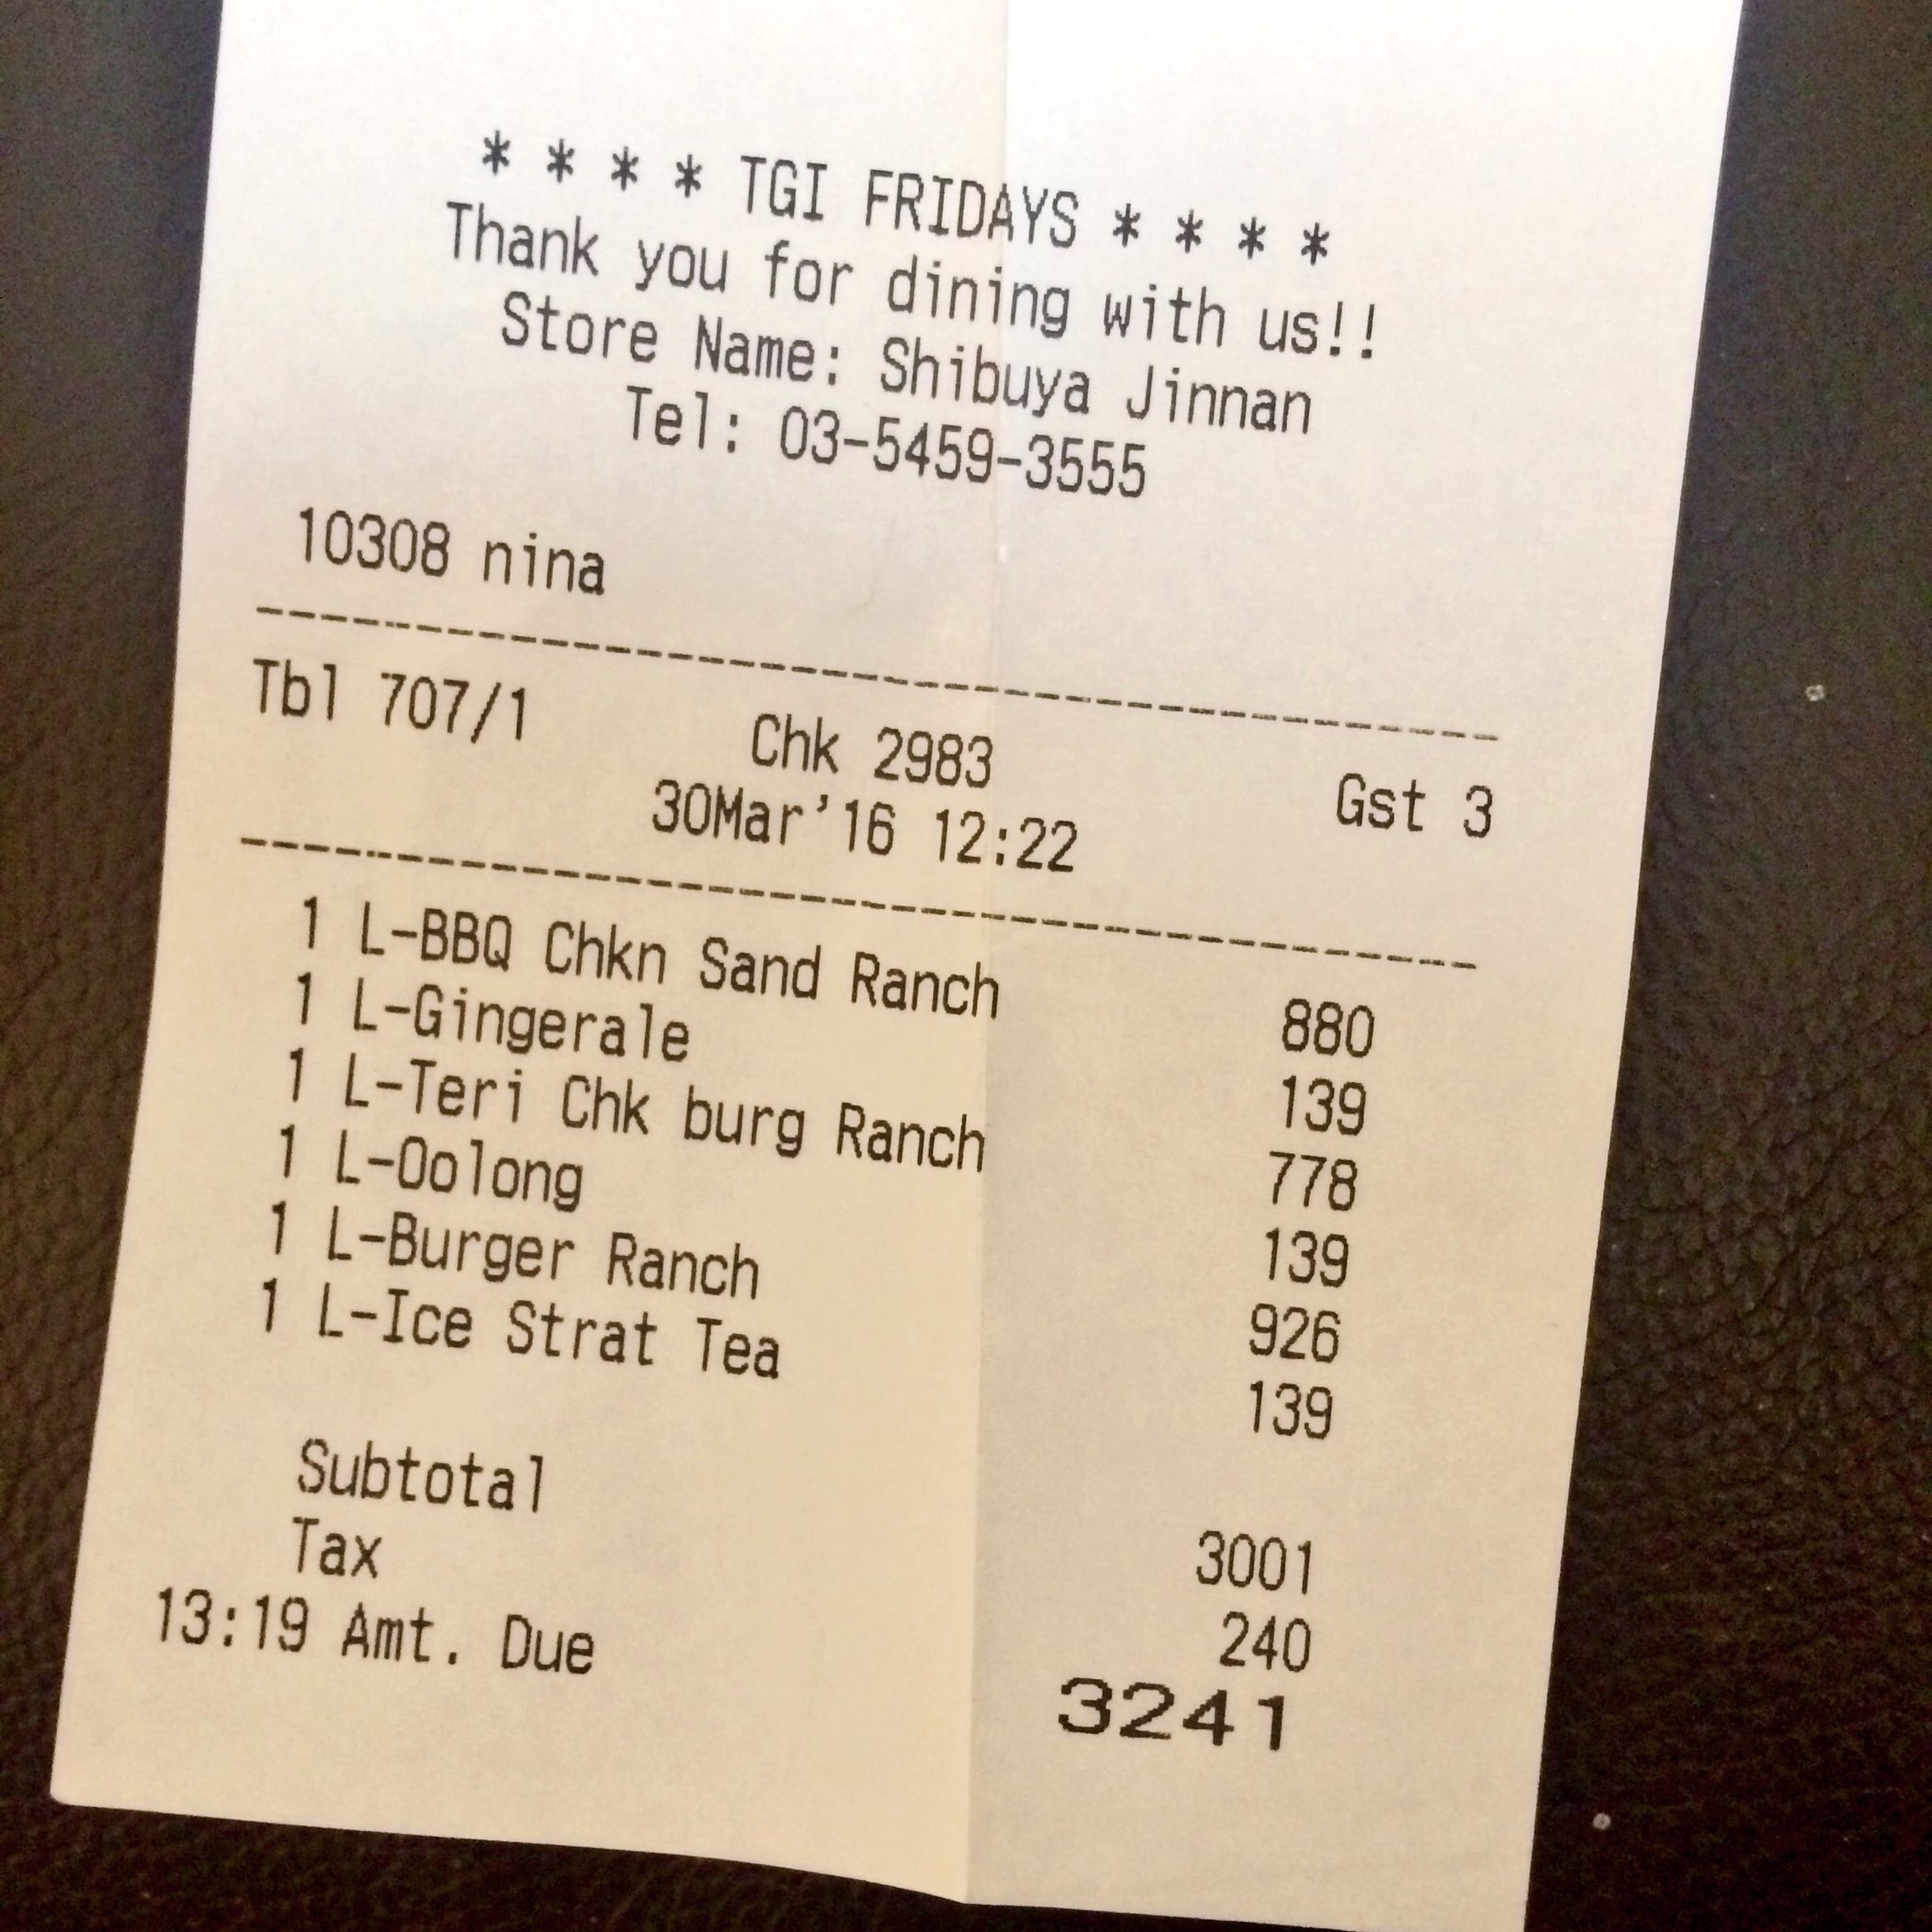 * * * * TGI FRIDAYS * * * *
Thank you for dining with us!!
Store Name: Shibuya Jinnan
Tel: 03-5459-3555
10308 nina
Tbl 707/1 Chk 2983 Gst 3
30Mar'16 12:22
1 L-BBQ Chkn Sand Ranch 880
1 L-Gingerale 139
1 L-Teri Chk burg Ranch 778
1 L-Oolong 139
1 L-Burger Ranch 926
1 L-Ice Strat Tea 139
Subtotal 3001
Tax 240
13:19 Amt. Due 3241